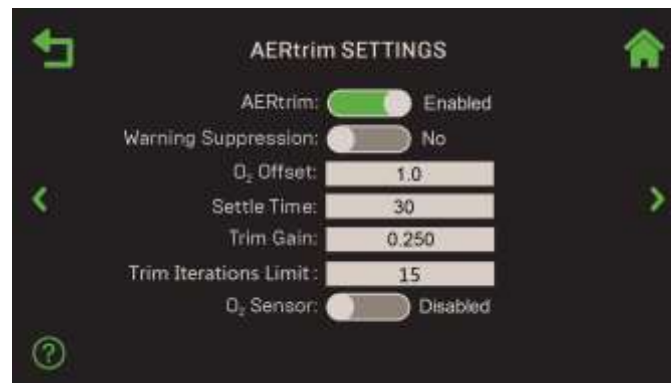 AERtrim SETTINGS
AERtrim: Enabled
Warning Suppression: No
O₂ Offset: 1.0
Settle Time: 30
Trim Gain: 0.250
Trim Iterations Limit : 15
O₂ Sensor: Disabled
?